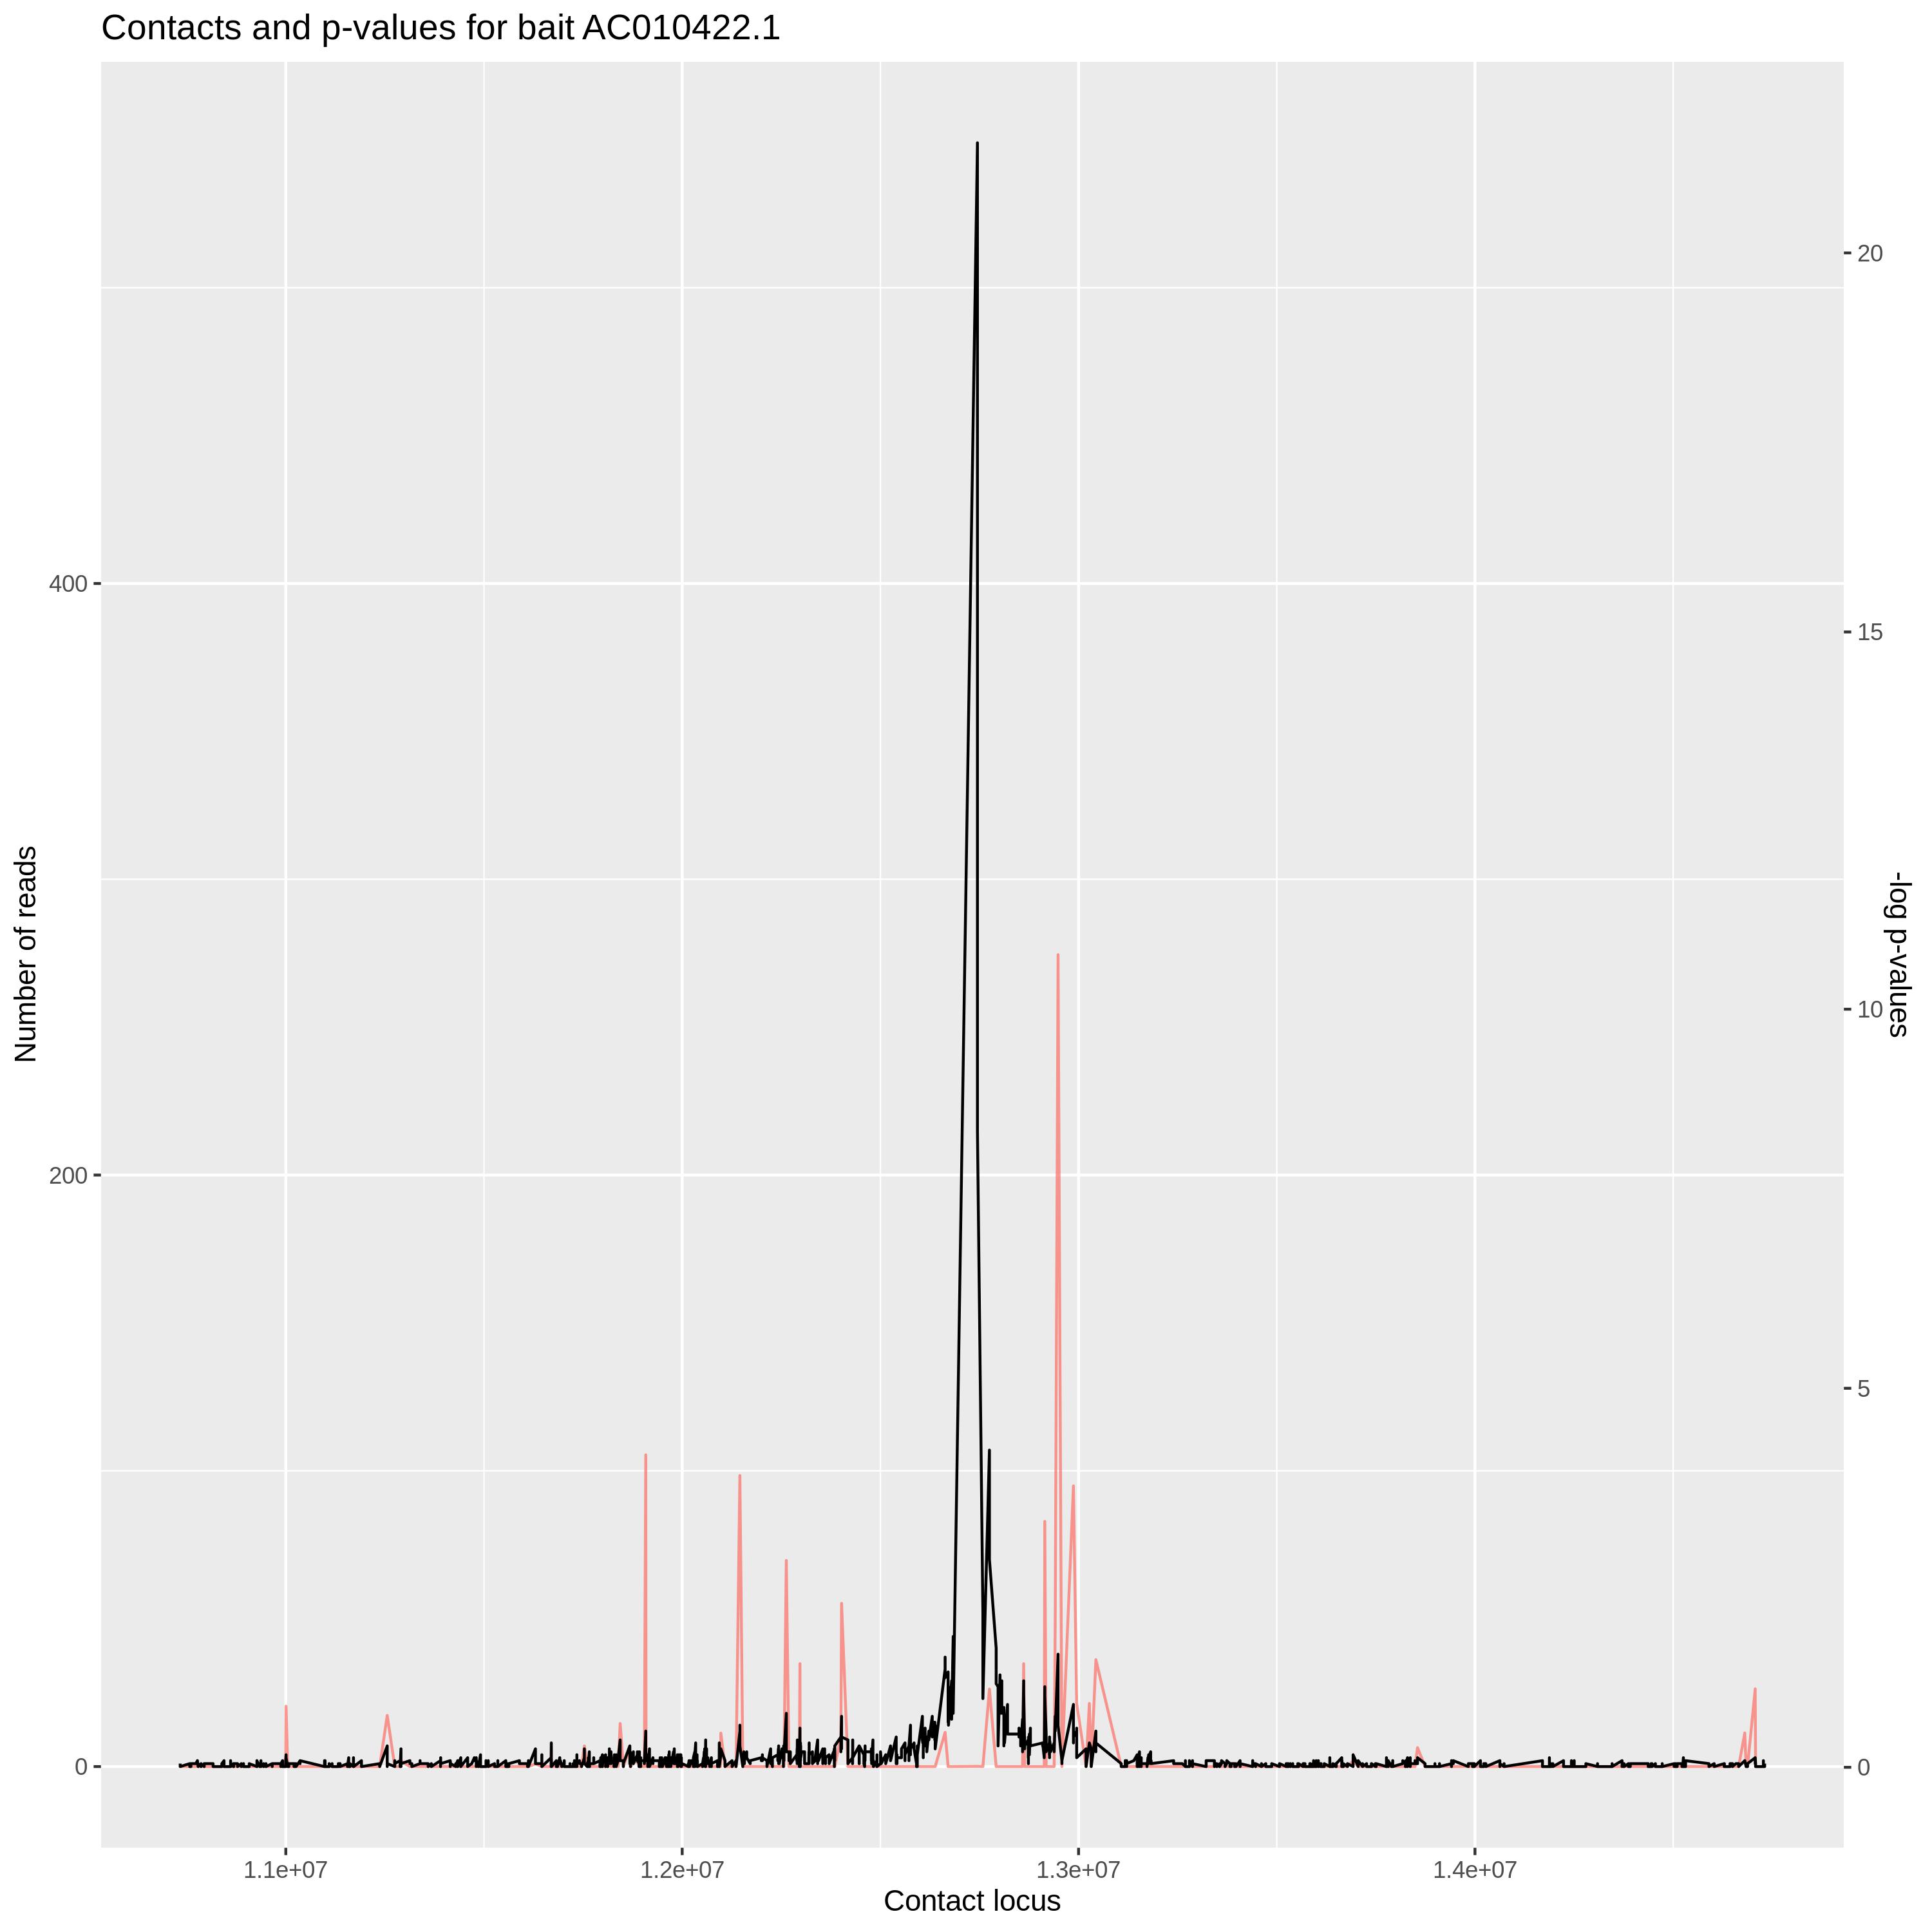 Contacts and p-values for bait AC010422.1
Number of reads
400
200
0
20
15
10
5
0
-log p-values
1.1e+07
1.2e+07
1.3e+07
1.4e+07
Contact locus